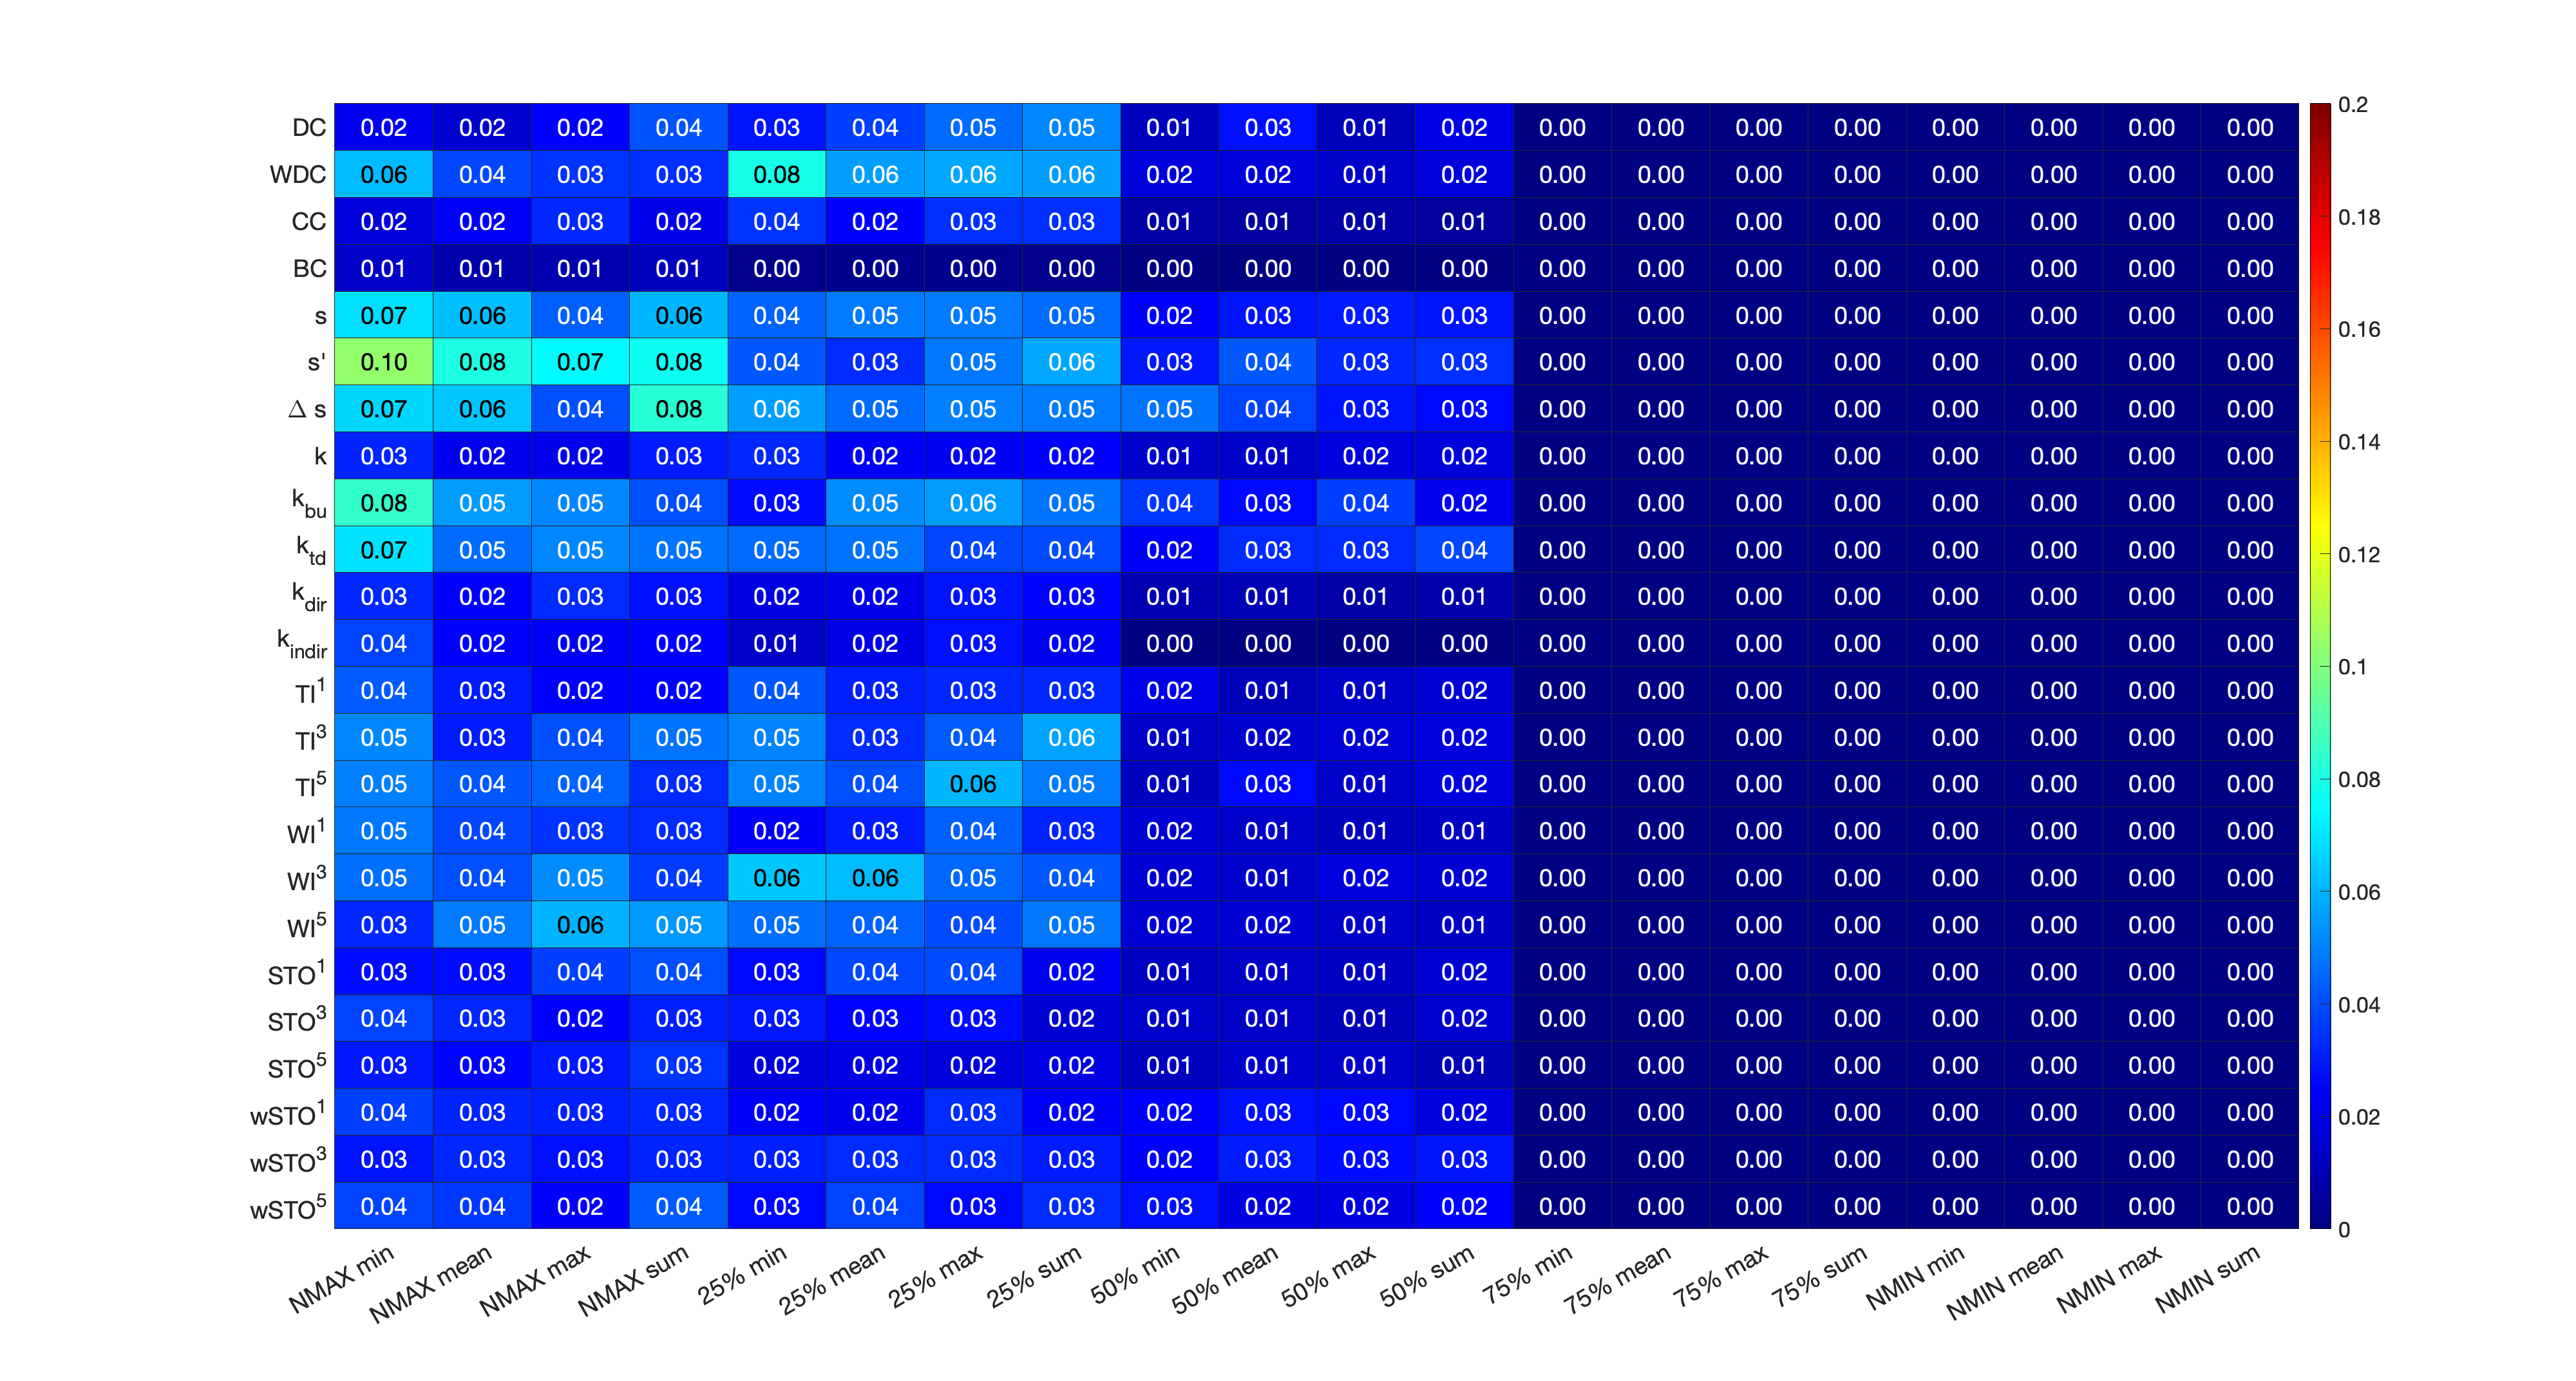 DC 0.02 0.02 0.02 0.04 0.03 0.04 0.05 0.05 0.01 0.03 0.01 0.02 0.00 0.00 0.00 0.00 0.00 0.00 0.00 0.00
WDC 0.06 0.04 0.03 0.03 0.08 0.06 0.06 0.06 0.02 0.02 0.01 0.02 0.00 0.00 0.00 0.00 0.00 0.00 0.00 0.00
CC 0.02 0.02 0.03 0.02 0.04 0.02 0.03 0.03 0.01 0.01 0.01 0.01 0.00 0.00 0.00 0.00 0.00 0.00 0.00 0.00
BC 0.01 0.01 0.01 0.01 0.00 0.00 0.00 0.00 0.00 0.00 0.00 0.00 0.00 0.00 0.00 0.00 0.00 0.00 0.00 0.00
s 0.07 0.06 0.04 0.06 0.04 0.05 0.05 0.05 0.02 0.03 0.03 0.03 0.00 0.00 0.00 0.00 0.00 0.00 0.00 0.00
s' 0.10 0.08 0.07 0.08 0.04 0.03 0.05 0.06 0.03 0.04 0.03 0.03 0.00 0.00 0.00 0.00 0.00 0.00 0.00 0.00
Δ s 0.07 0.06 0.04 0.08 0.06 0.05 0.05 0.05 0.05 0.04 0.03 0.03 0.00 0.00 0.00 0.00 0.00 0.00 0.00 0.00
k 0.03 0.02 0.02 0.03 0.03 0.02 0.02 0.02 0.01 0.01 0.02 0.02 0.00 0.00 0.00 0.00 0.00 0.00 0.00 0.00
k_bu 0.08 0.05 0.05 0.04 0.03 0.05 0.06 0.05 0.04 0.03 0.04 0.02 0.00 0.00 0.00 0.00 0.00 0.00 0.00 0.00
k_td 0.07 0.05 0.05 0.05 0.05 0.05 0.04 0.04 0.02 0.03 0.03 0.04 0.00 0.00 0.00 0.00 0.00 0.00 0.00 0.00
k_dir 0.03 0.02 0.03 0.03 0.02 0.02 0.03 0.03 0.01 0.01 0.01 0.01 0.00 0.00 0.00 0.00 0.00 0.00 0.00 0.00
k_indir 0.04 0.02 0.02 0.02 0.01 0.02 0.03 0.02 0.00 0.00 0.00 0.00 0.00 0.00 0.00 0.00 0.00 0.00 0.00 0.00
TI¹ 0.04 0.03 0.02 0.02 0.04 0.03 0.03 0.03 0.02 0.01 0.01 0.02 0.00 0.00 0.00 0.00 0.00 0.00 0.00 0.00
TI³ 0.05 0.03 0.04 0.05 0.05 0.03 0.04 0.06 0.01 0.02 0.02 0.02 0.00 0.00 0.00 0.00 0.00 0.00 0.00 0.00
TI⁵ 0.05 0.04 0.04 0.03 0.05 0.04 0.06 0.05 0.01 0.03 0.01 0.02 0.00 0.00 0.00 0.00 0.00 0.00 0.00 0.00
WI¹ 0.05 0.04 0.03 0.03 0.02 0.03 0.04 0.03 0.02 0.01 0.01 0.01 0.00 0.00 0.00 0.00 0.00 0.00 0.00 0.00
WI³ 0.05 0.04 0.05 0.04 0.06 0.06 0.05 0.04 0.02 0.01 0.02 0.02 0.00 0.00 0.00 0.00 0.00 0.00 0.00 0.00
WI⁵ 0.03 0.05 0.06 0.05 0.05 0.04 0.04 0.05 0.02 0.02 0.01 0.01 0.00 0.00 0.00 0.00 0.00 0.00 0.00 0.00
STO¹ 0.03 0.03 0.04 0.04 0.03 0.04 0.04 0.02 0.01 0.01 0.01 0.02 0.00 0.00 0.00 0.00 0.00 0.00 0.00 0.00
STO³ 0.04 0.03 0.02 0.03 0.03 0.03 0.03 0.02 0.01 0.01 0.01 0.02 0.00 0.00 0.00 0.00 0.00 0.00 0.00 0.00
STO⁵ 0.03 0.03 0.03 0.03 0.02 0.02 0.02 0.02 0.01 0.01 0.01 0.01 0.00 0.00 0.00 0.00 0.00 0.00 0.00 0.00
wSTO¹ 0.04 0.03 0.03 0.03 0.02 0.02 0.03 0.02 0.02 0.03 0.03 0.02 0.00 0.00 0.00 0.00 0.00 0.00 0.00 0.00
wSTO³ 0.03 0.03 0.03 0.03 0.03 0.03 0.03 0.03 0.02 0.03 0.03 0.03 0.00 0.00 0.00 0.00 0.00 0.00 0.00 0.00
wSTO⁵ 0.04 0.04 0.02 0.04 0.03 0.04 0.03 0.03 0.03 0.02 0.02 0.02 0.00 0.00 0.00 0.00 0.00 0.00 0.00 0.00
NMAX min NMAX mean NMAX max NMAX sum 25% min 25% mean 25% max 25% sum 50% min 50% mean 50% max 50% sum 75% min 75% mean 75% max 75% sum NMIN min NMIN mean NMIN max NMIN sum
0.2
0.18
0.16
0.14
0.12
0.1
0.08
0.06
0.04
0.02
0